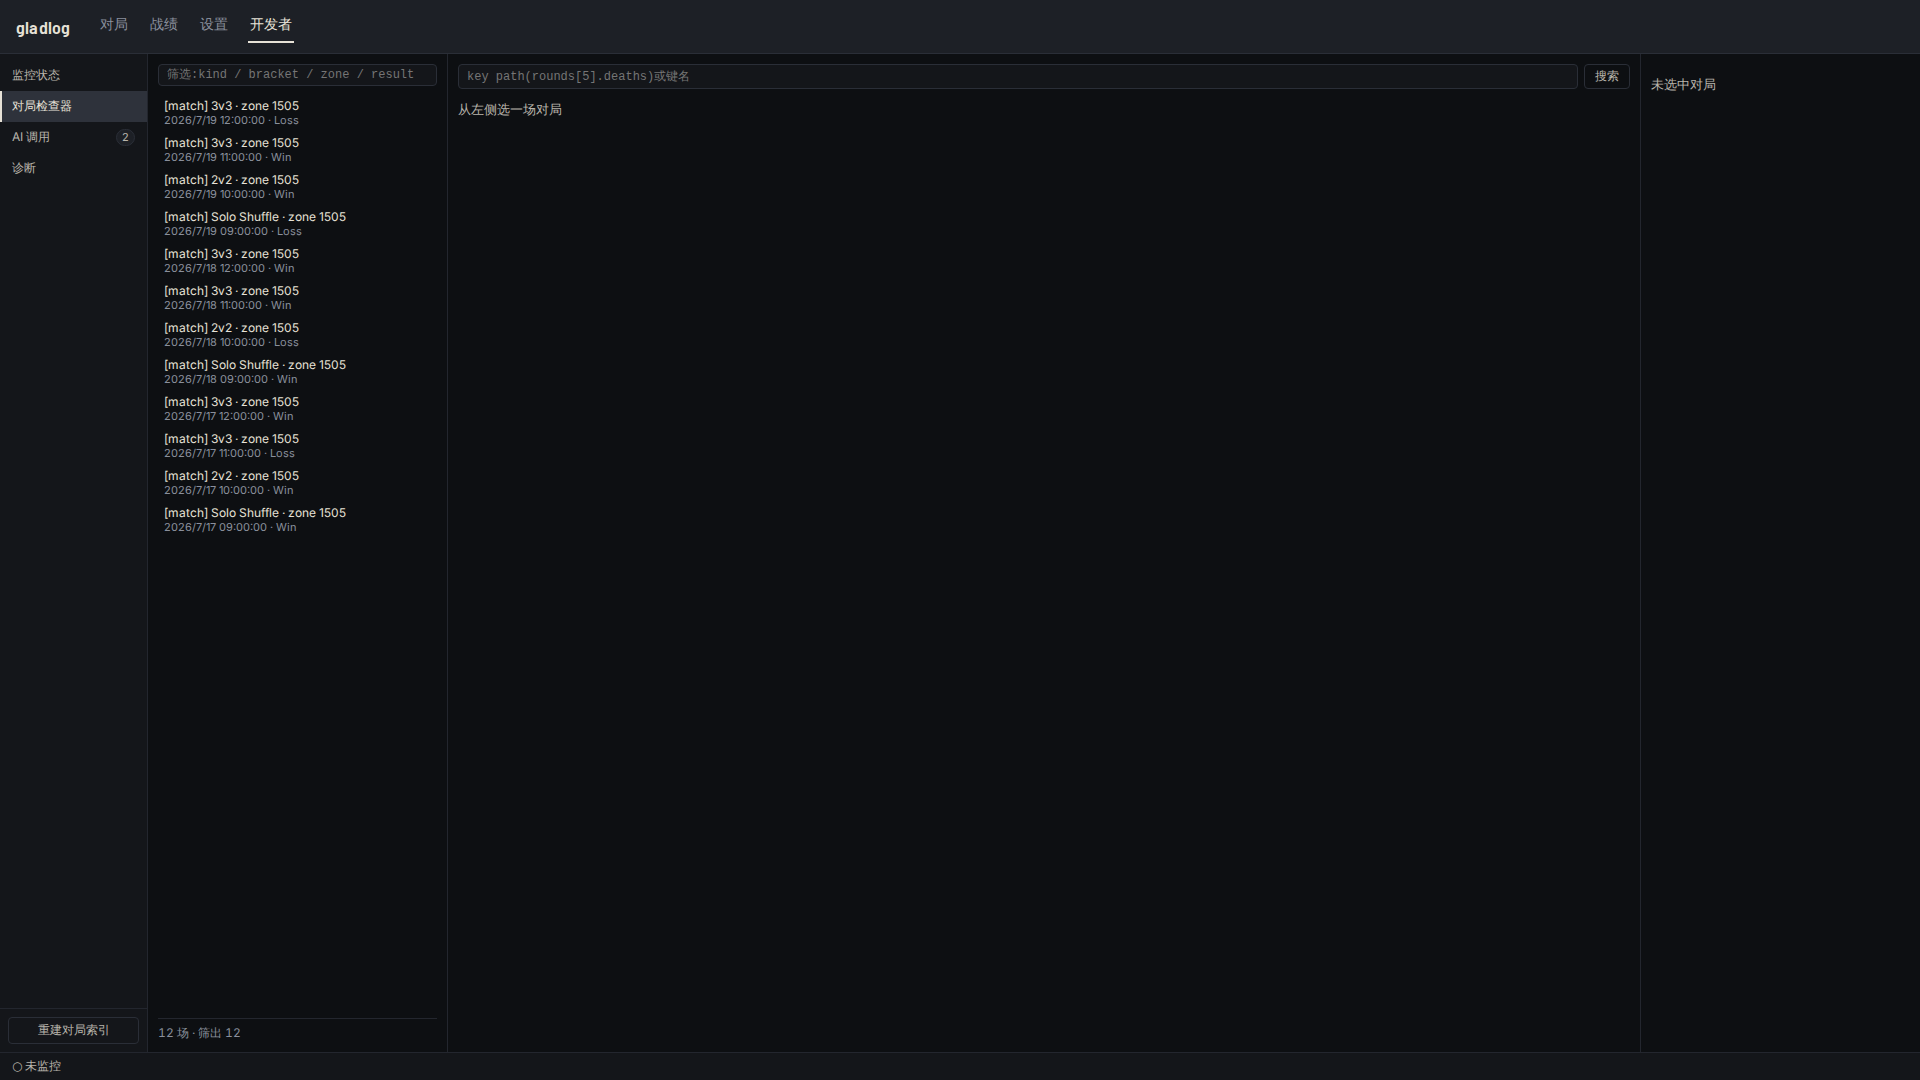 gladlog
对局
战绩
设置
开发者
监控状态
对局检查器
AI 调用
2
诊断
重建对局索引
筛选:kind / bracket / zone / result
[match] 3v3 · zone 1505
2026/7/19 12:00:00 · Loss
[match] 3v3 · zone 1505
2026/7/19 11:00:00 · Win
[match] 2v2 · zone 1505
2026/7/19 10:00:00 · Win
[match] Solo Shuffle · zone 1505
2026/7/19 09:00:00 · Loss
[match] 3v3 · zone 1505
2026/7/18 12:00:00 · Win
[match] 3v3 · zone 1505
2026/7/18 11:00:00 · Win
[match] 2v2 · zone 1505
2026/7/18 10:00:00 · Loss
[match] Solo Shuffle · zone 1505
2026/7/18 09:00:00 · Win
[match] 3v3 · zone 1505
2026/7/17 12:00:00 · Win
[match] 3v3 · zone 1505
2026/7/17 11:00:00 · Loss
[match] 2v2 · zone 1505
2026/7/17 10:00:00 · Win
[match] Solo Shuffle · zone 1505
2026/7/17 09:00:00 · Win
12 场 · 筛出 12
key path(rounds[5].deaths)或键名
搜索
从左侧选一场对局
未选中对局
未监控